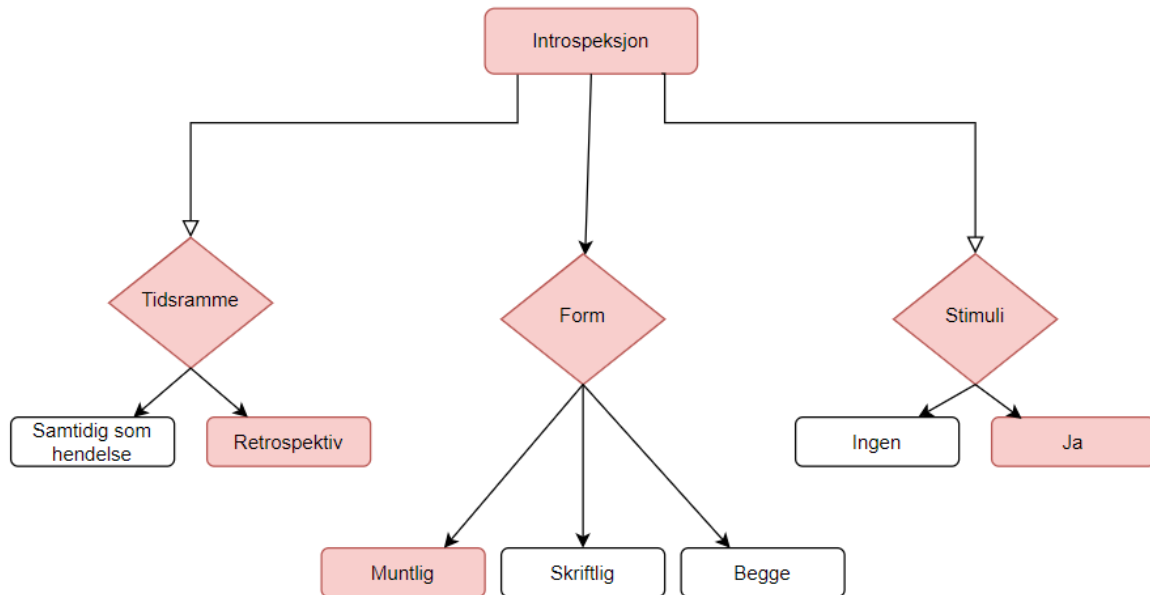 Introspeksjon
Tidsramme
Form
Stimuli
Samtidig som
hendelse
Retrospektiv
Ingen
Ja
Muntlig
Skriftlig
Begge